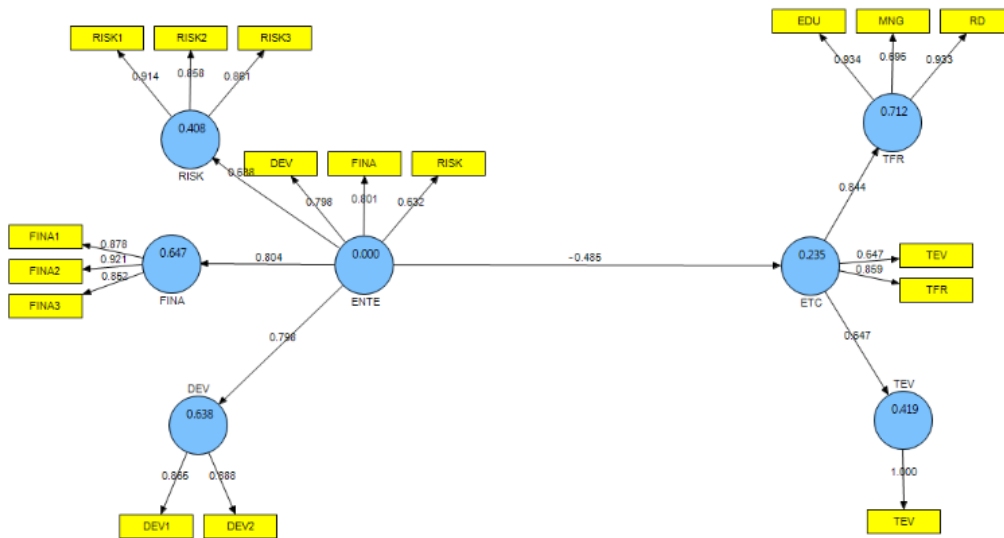 EDU MNG RD
RISK1 RISK2 RISK3
0.914 0.858
0.934 0.933
0.408
RISK
0.712
TFR
DEV FINA RISK
0.638
0.798 0.801 0.632
0.844
FINA1 0.878
FINA2 0.921
FINA3
0.647
FINA
0.804
0.000
ENTE
-0.485
0.235
ETC
0.647 TEV
0.859 TFR
0.798
0.647
DEV
0.638
TEV
0.419
1.000
DEV1 DEV2
TEV